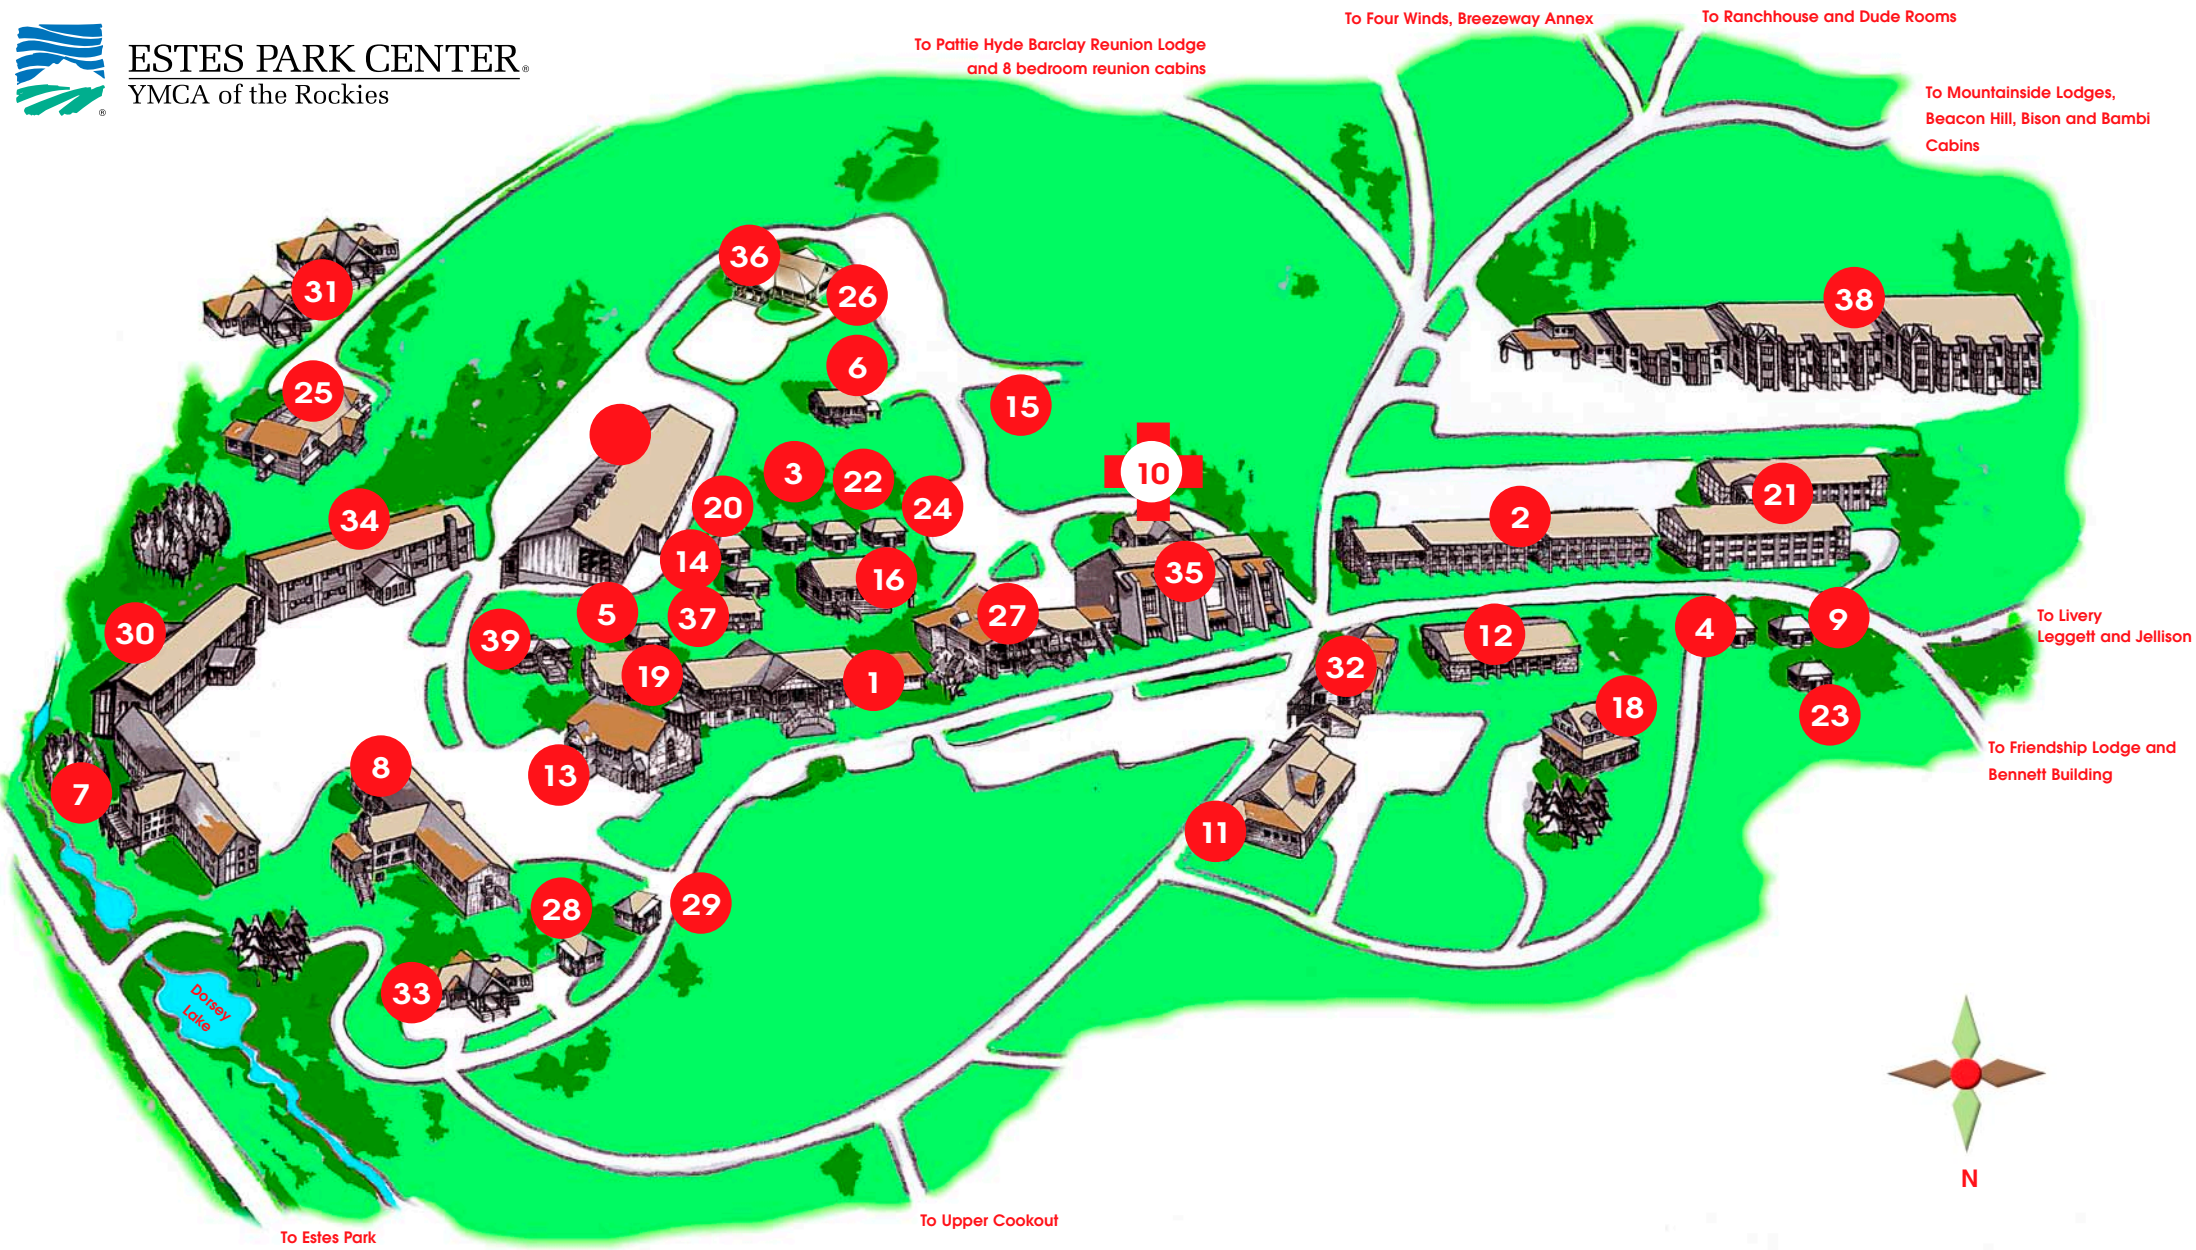 To Four Winds, Breezeway Annex
To Ranchhouse and Dude Rooms
ESTES PARK CENTER®
YMCA of the Rockies
®
To Pattie Hyde Barclay Reunion Lodge
and 8 bedroom reunion cabins
To Mountainside Lodges,
Beacon Hill, Bison and Bambi
Cabins
36
31
26
38
6
25
15
3
10
22
21
20
24
34
2
14
35
16
5
37
27
30
39
12
4
9
To Livery
Leggett and Jellison
32
19
1
18
23
13
8
7
To Friendship Lodge and
Bennett Building
11
28
29
33
Dorsey
Lake
N
To Upper Cookout
To Estes Park